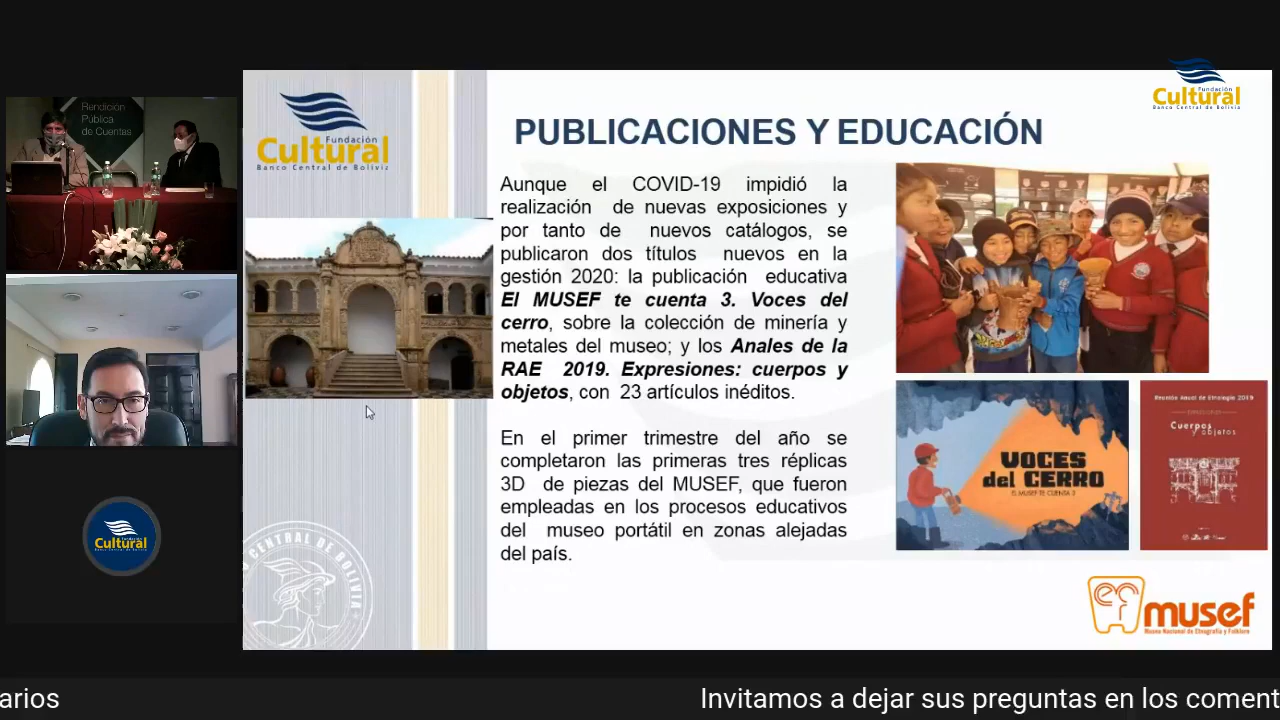 Rendición
Pública
de Cuentas
Fundación
Cultural
Banco Central de Bolivia
Fundación
Cultural
Banco Central de Bolivia
PUBLICACIONES Y EDUCACIÓN
Aunque el COVID-19 impidió la
realización de nuevas exposiciones y
por tanto de nuevos catálogos, se
publicaron dos títulos nuevos en la
gestión 2020: la publicación educativa
El MUSEF te cuenta 3. Voces del
cerro, sobre la colección de minería y
metales del museo; y los Anales de la
RAE 2019. Expresiones: cuerpos y
objetos, con 23 artículos inéditos.
En el primer trimestre del año se
completaron las primeras tres réplicas
3D de piezas del MUSEF, que fueron
empleadas en los procesos educativos
del museo portátil en zonas alejadas
del país.
VOCES
del CERRO
EL MUSEF TE CUENTA 3
Reunión Anual de Etnología 2019
Cuerpos
y objetos
CENTRAL DE BOLIVIA
Fundación
Cultural
musef
Museo Nacional de Etnografía y Folklore
arios
Invitamos a dejar sus preguntas en los coment